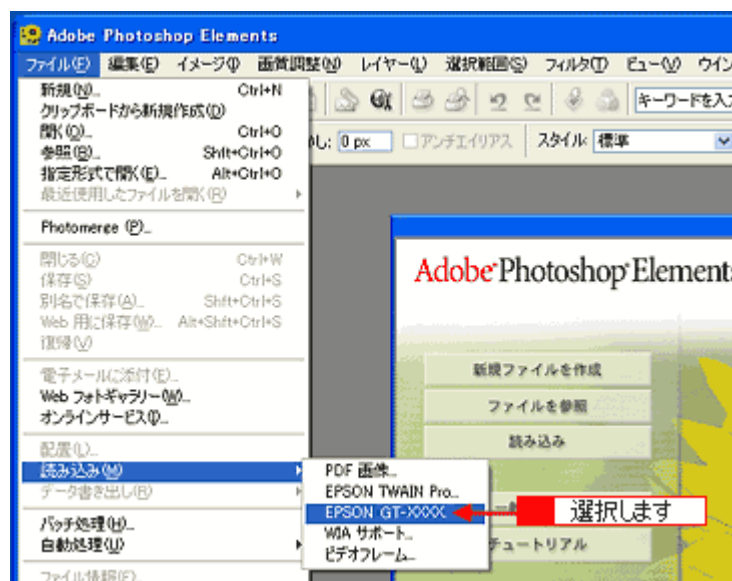 Adobe Photoshop Elements
ファイル(F) 編集(E) イメージ(I) 画質調整(N) レイヤー(L) 選択範囲(S) フィルタ(T) ビュー(V) ウイン
新規(N)... Ctrl+N
クリップボードから新規作成(D)
開く(O)... Ctrl+O
参照(B)... Shift+Ctrl+O
指定形式で開く(E)... Alt+Ctrl+O
最近使用したファイルを開く(R)
キーワードを入
かし: 0 px アンチエイリアス スタイル: 標準
Photomerge (P)...
閉じる(C) Ctrl+W
保存(S) Ctrl+S
別名で保存(A)... Shift+Ctrl+S
Web 用に保存(W)... Alt+Shift+Ctrl+S
復帰(V)
電子メールに添付(E)...
Web フォトギャラリー(W)...
オンラインサービス(I)...
配置(L)...
読み込み(M)
データ書き出し(R)
バッチ処理(H)...
自動処理(U)
ファイル情報(F)...
Adobe Photoshop Elements
新規ファイルを作成
ファイルを参照
読み込み
チュートリアル
PDF 画像...
EPSON TWAIN Pro...
EPSON GT-XXXX
WIA サポート...
ビデオフレーム...
選択します